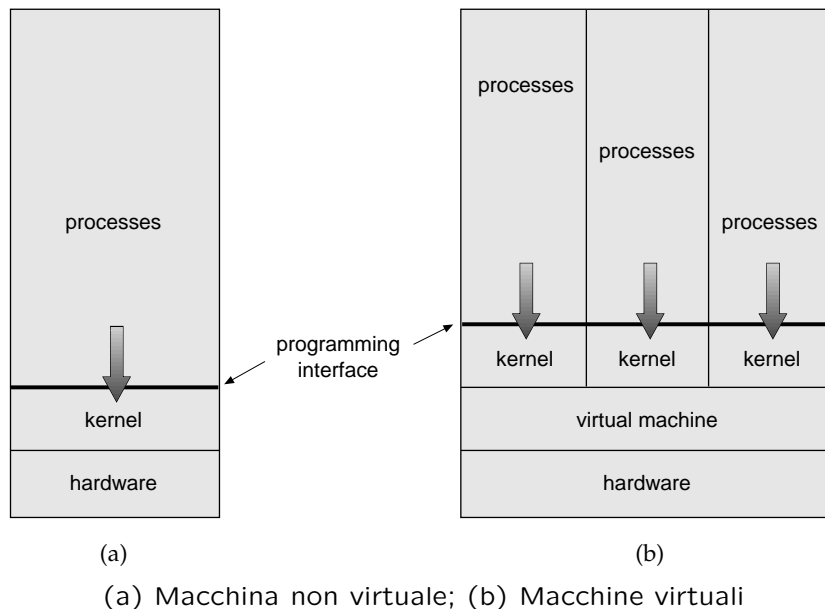 processes
kernel
hardware
(a)
programming
interface
processes
processes
processes
kernel
kernel
kernel
virtual machine
hardware
(b)
(a) Macchina non virtuale; (b) Macchine virtuali